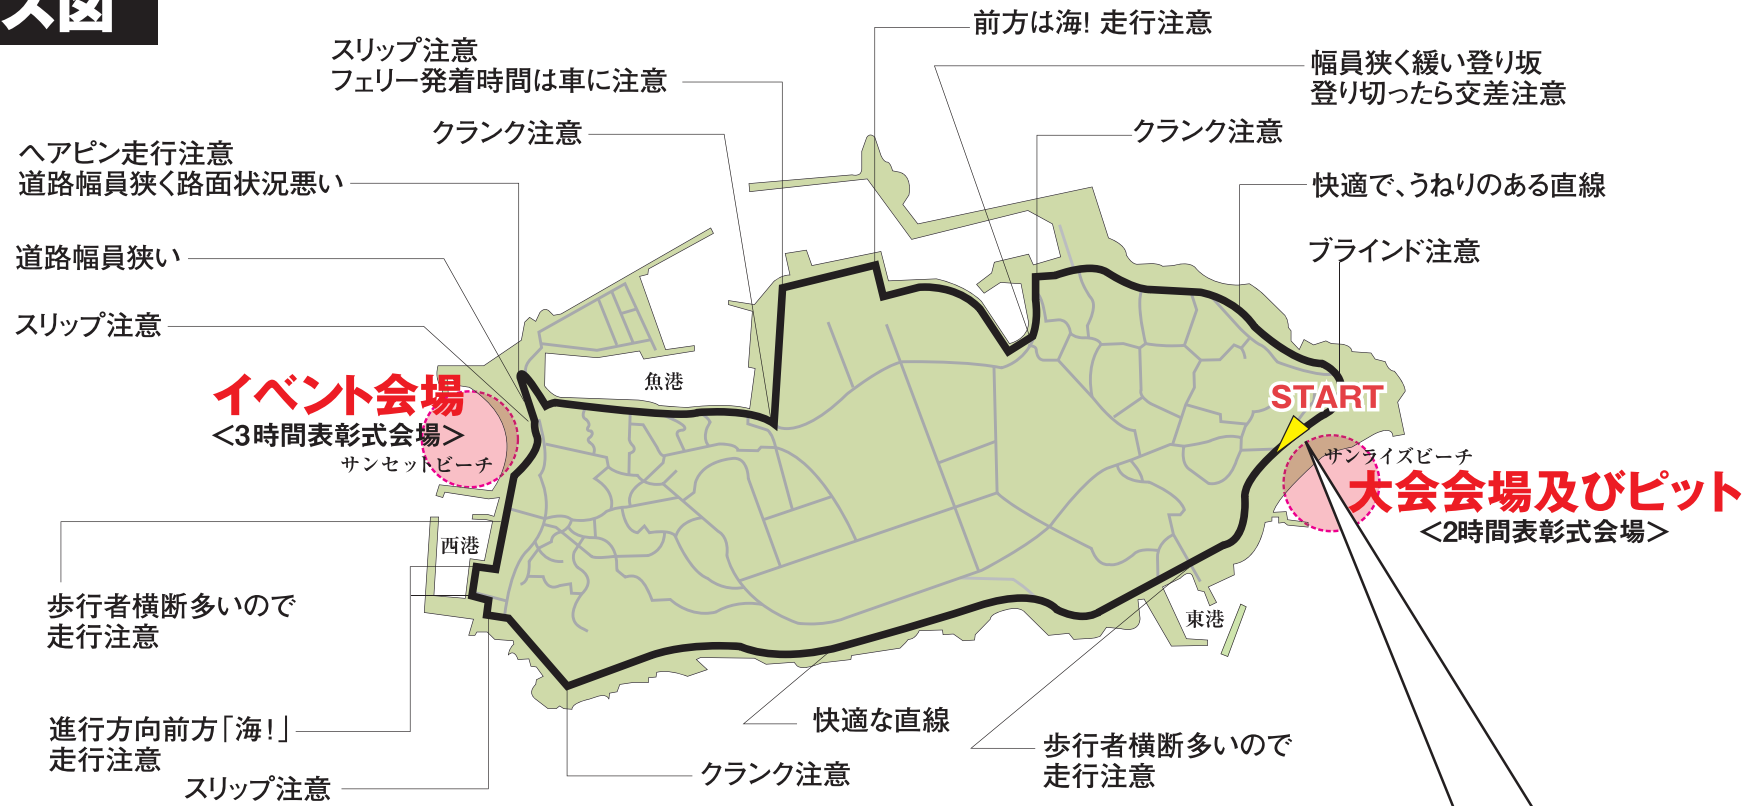 ス図
前方は海! 走行注意
スリップ注意
フェリー発着時間は車に注意
幅員狭く緩い登り坂
登り切ったら交差注意
クランク注意
クランク注意
ヘアピン走行注意
道路幅員狭く路面状況悪い
快適で、うねりのある直線
道路幅員狭い
ブラインド注意
スリップ注意
魚港
イベント会場
<3時間表彰式会場>
サンセットビーチ
START
サンライズビーチ
大会会場及びピット
<2時間表彰式会場>
西港
歩行者横断多いので
走行注意
東港
進行方向前方「海!」
走行注意
快適な直線
歩行者横断多いので
走行注意
クランク注意
スリップ注意